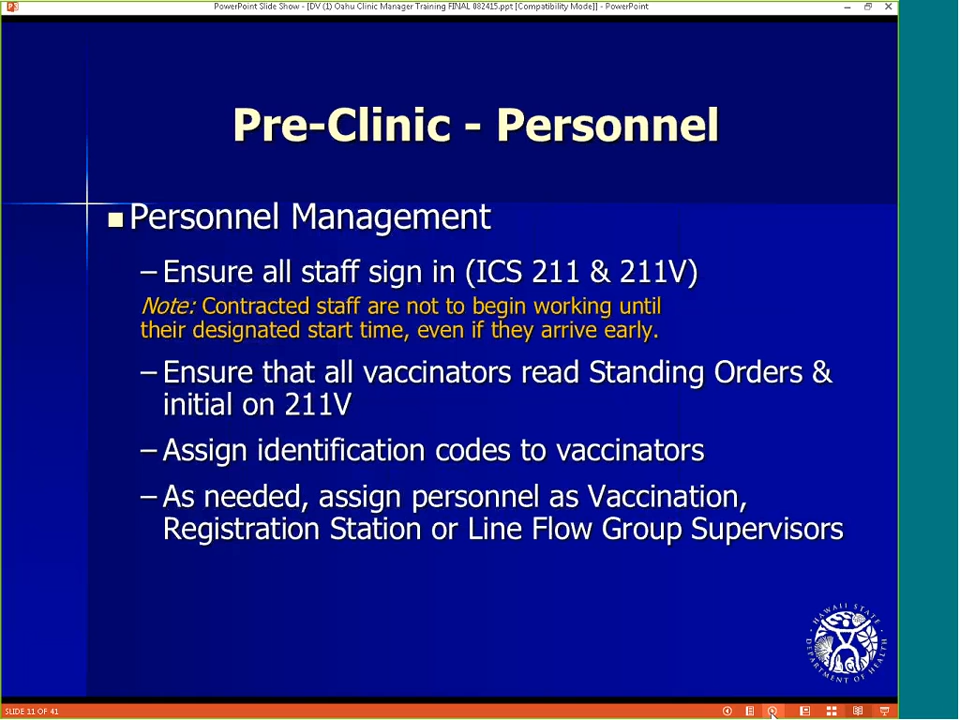 PowerPoint Slide Show - [DV (1) Oahu Clinic Manager Training FINAL 082415.ppt [Compatibility Mode]] - PowerPoint
Pre-Clinic - Personnel
■ Personnel Management
– Ensure all staff sign in (ICS 211 & 211V)
Note: Contracted staff are not to begin working until
their designated start time, even if they arrive early.
– Ensure that all vaccinators read Standing Orders &
initial on 211V
– Assign identification codes to vaccinators
– As needed, assign personnel as Vaccination,
Registration Station or Line Flow Group Supervisors
HAWAII STATE
DEPARTMENT OF HEALTH
SLIDE 11 OF 41